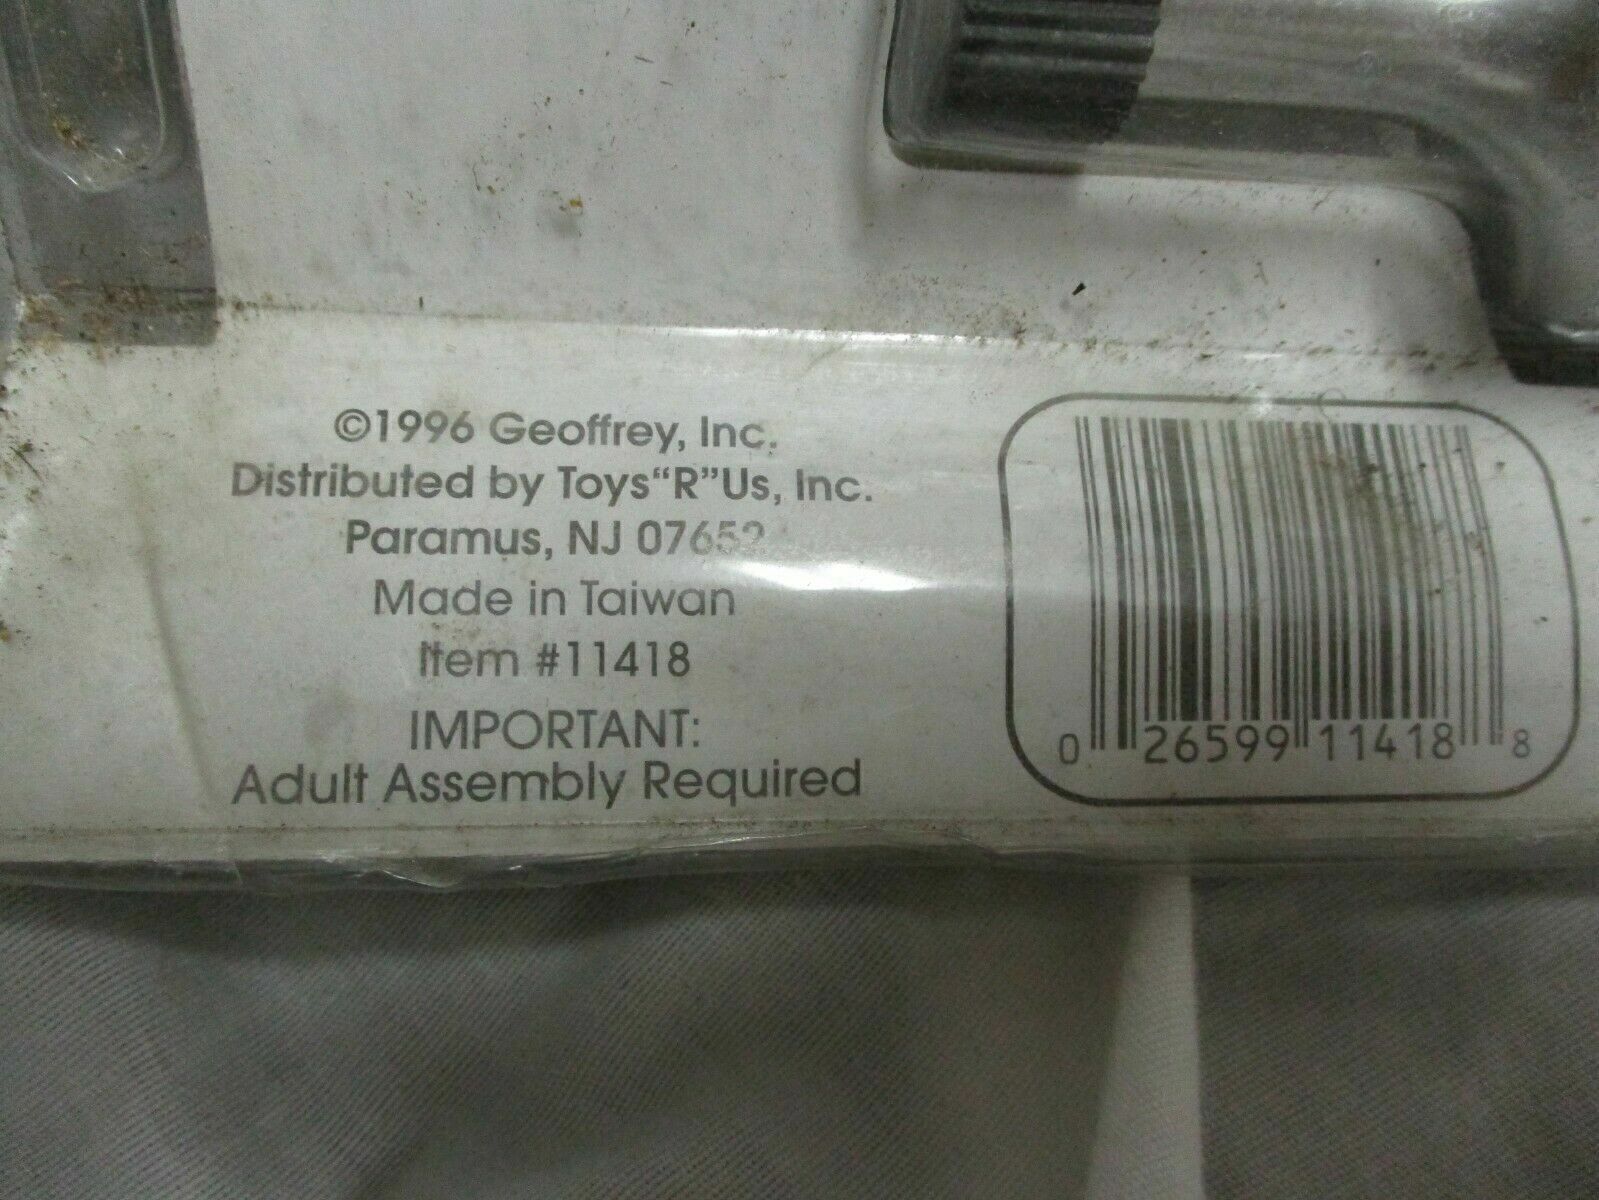 ©1996 Geoffrey, Inc.
Distributed by Toys“R”Us, Inc.
Paramus, NJ 07652
Made in Taiwan
Item #11418
IMPORTANT:
Adult Assembly Required
0 26599 11418 8